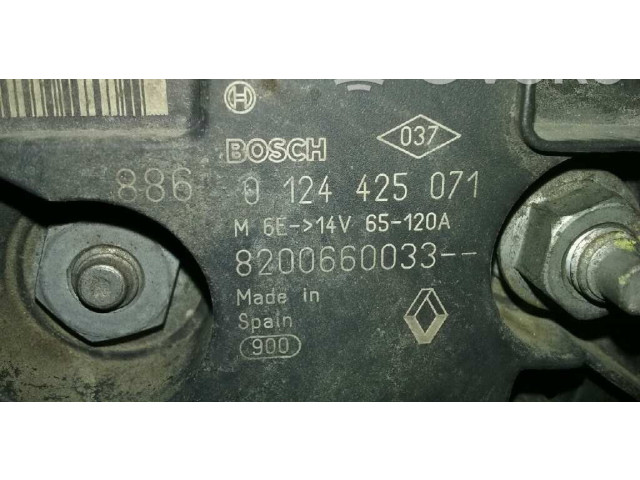 BOSCH
037
886 0 124 425 071
M 6E->14V 65-120A
8200660033--
Made in
Spain
900